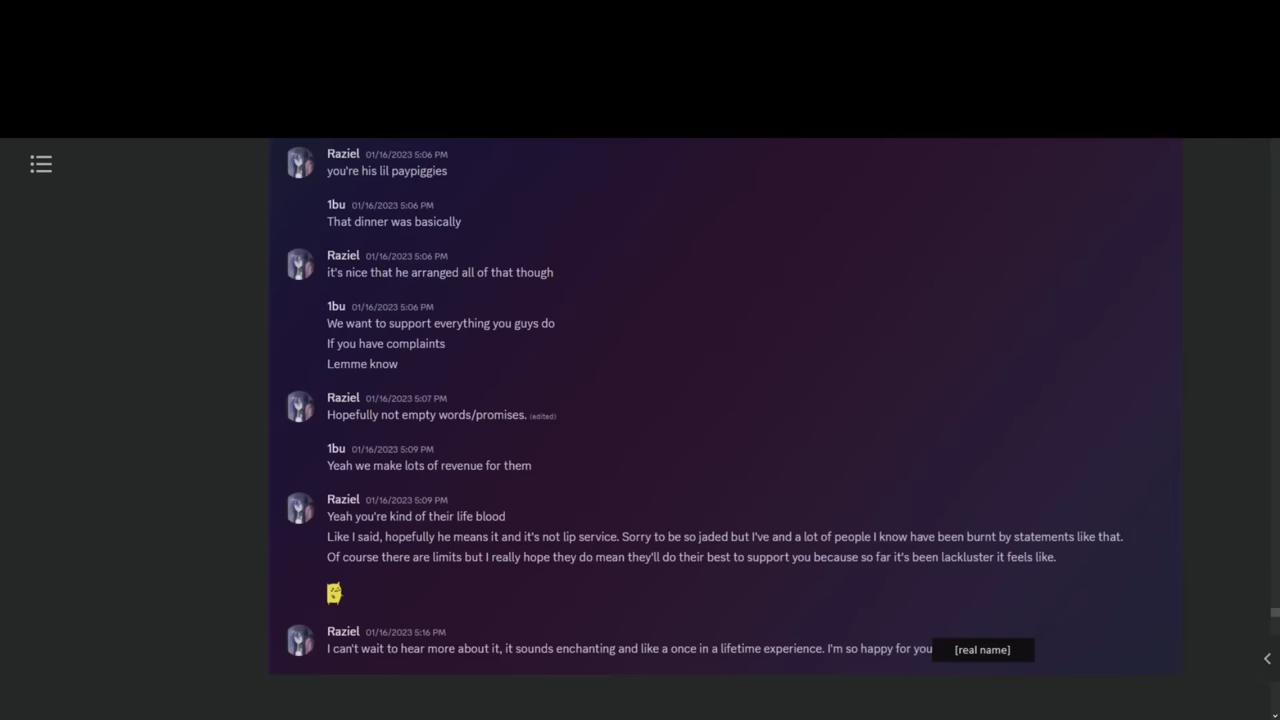 Raziel 01/16/2023 5:06 PM
you're his lil paypiggies
1bu 01/16/2023 5:06 PM
That dinner was basically
Raziel 01/16/2023 5:06 PM
it's nice that he arranged all of that though
1bu 01/16/2023 5:06 PM
We want to support everything you guys do
If you have complaints
Lemme know
Raziel 01/16/2023 5:07 PM
Hopefully not empty words/promises. (edited)
1bu 01/16/2023 5:09 PM
Yeah we make lots of revenue for them
Raziel 01/16/2023 5:09 PM
Yeah you're kind of their life blood
Like I said, hopefully he means it and it's not lip service. Sorry to be so jaded but I've and a lot of people I know have been burnt by statements like that.
Of course there are limits but I really hope they do mean they'll do their best to support you because so far it's been lackluster it feels like.
Raziel 01/16/2023 5:16 PM
I can't wait to hear more about it, it sounds enchanting and like a once in a lifetime experience. I'm so happy for you [real name]